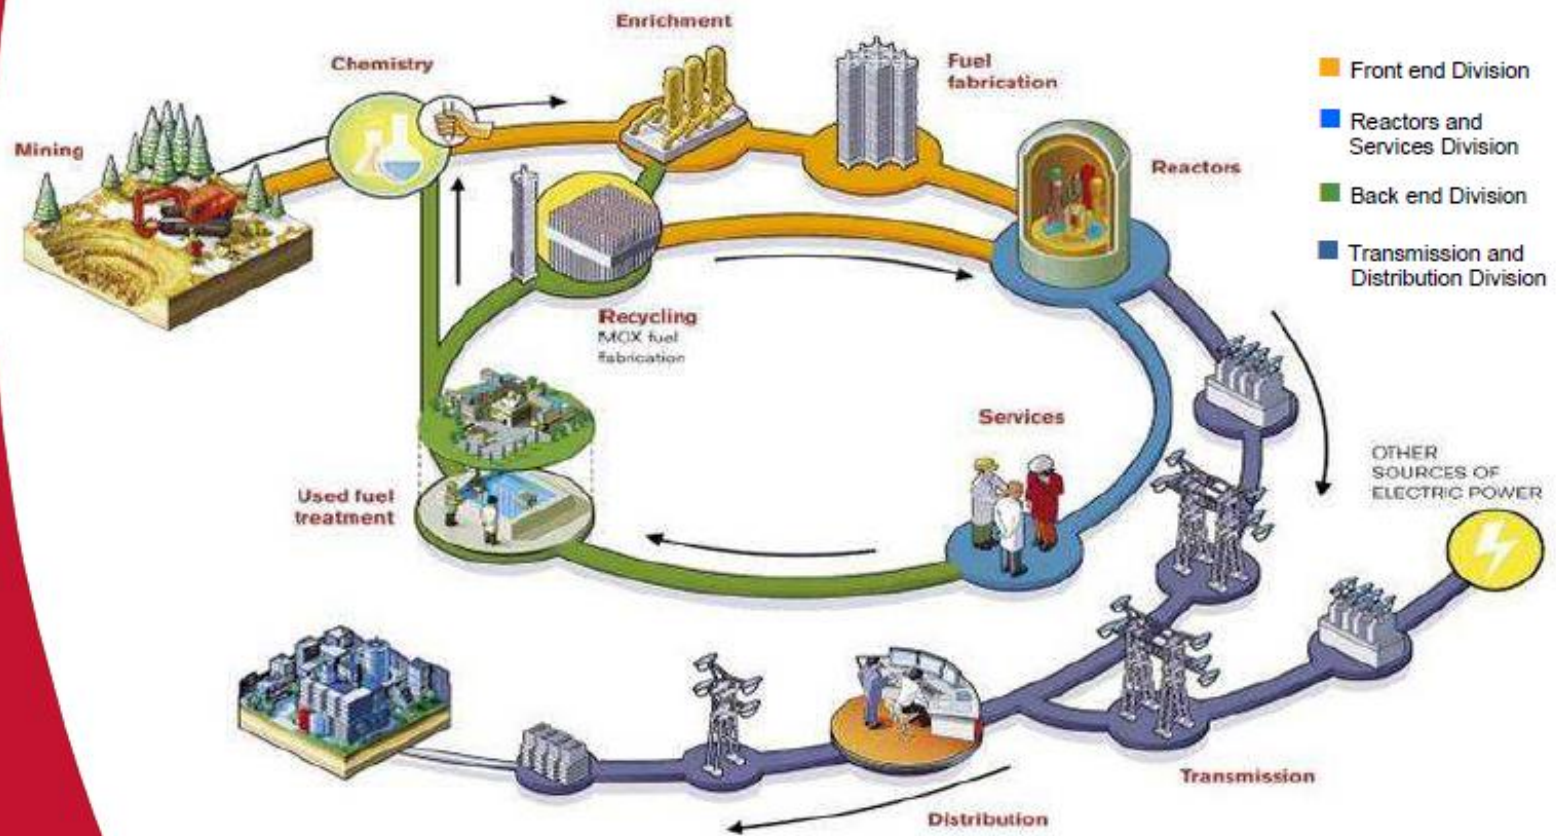 Enrichment
Chemistry
Fuel
fabrication
Mining
Reactors
Front end Division
Reactors and
Services Division
Back end Division
Transmission and
Distribution Division
Recycling
MOX fuel
fabrication
Services
Used fuel
treatment
OTHER
SOURCES OF
ELECTRIC POWER
Transmission
Distribution